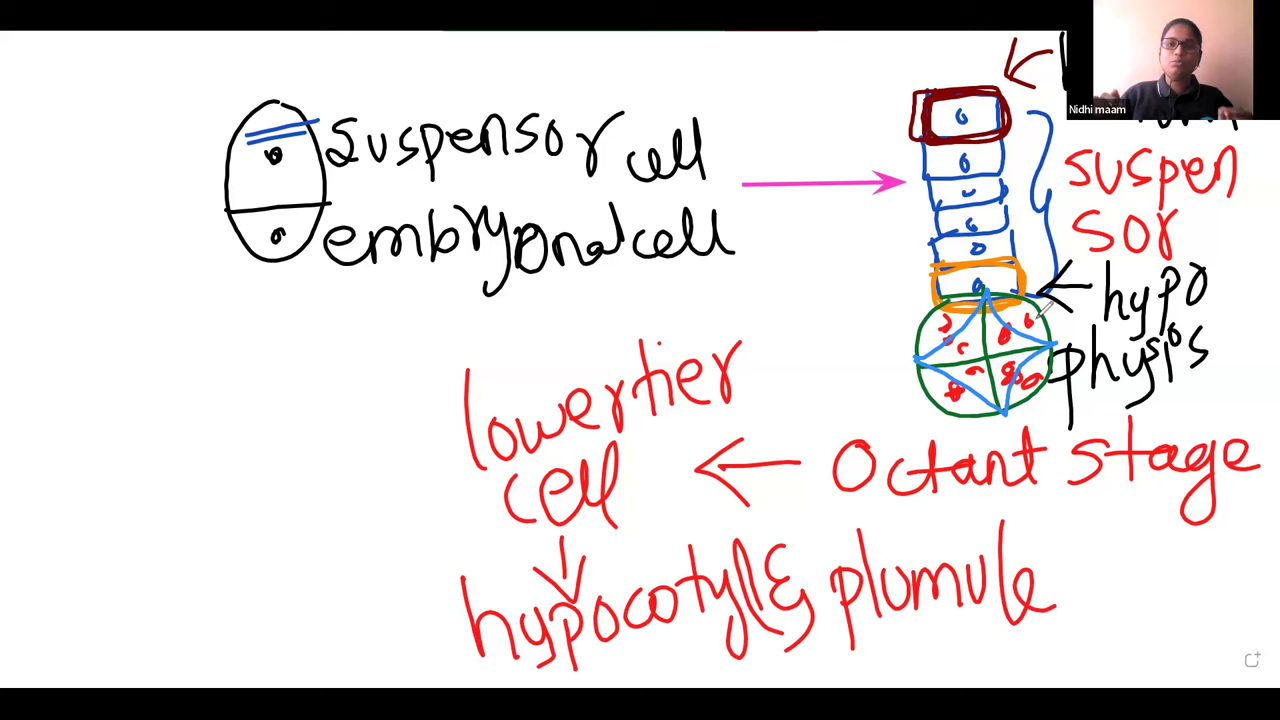 Nidhi maam
suspensor cell
embryonal cell
suspen
sor
hypo
physis
lower tier
cell
Octant stage
hypocotyl & plumule